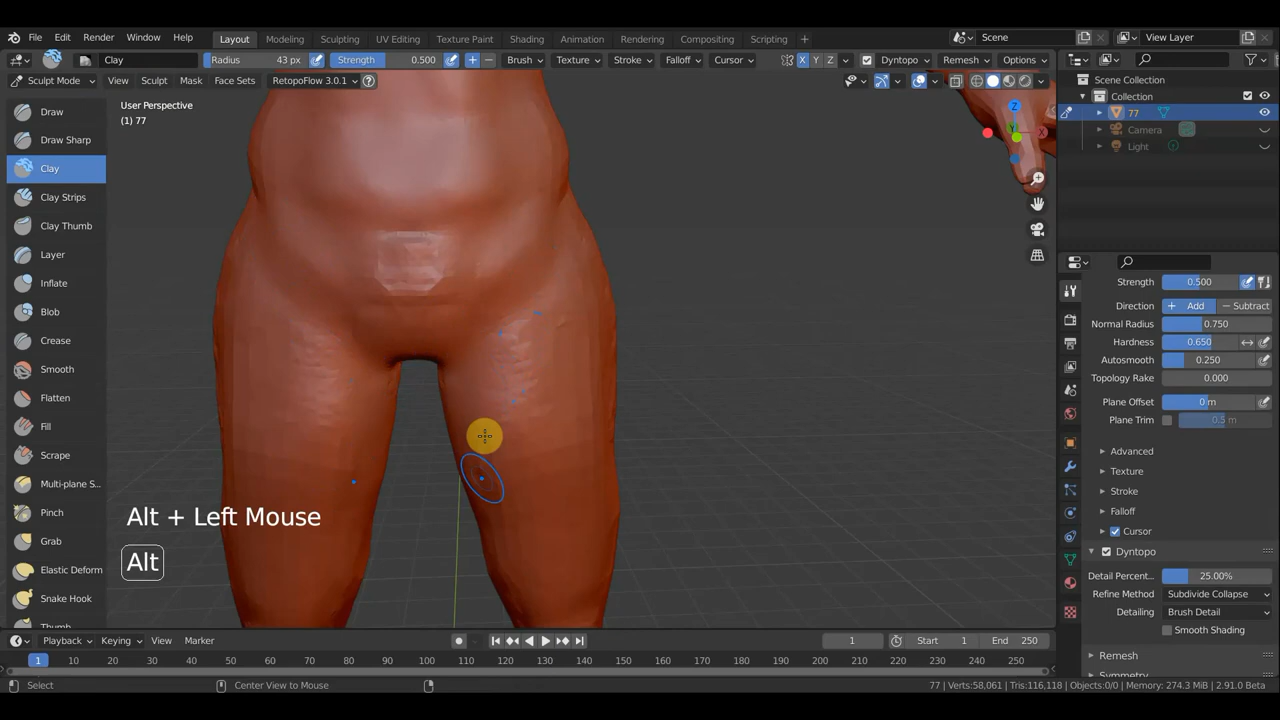 File Edit Render Window Help Layout Modeling Sculpting UV Editing Texture Paint Shading Animation Rendering Compositing Scripting + Scene View Layer
Clay Radius 43 px Strength 0.500 Brush Texture Stroke Falloff Cursor X Y Z Dyntopo Remesh Options
Sculpt Mode View Sculpt Mask Face Sets RetopoFlow 3.0.1
Scene Collection
Collection
77
Camera
Light
User Perspective
(1) 77
Z
X
Y
Draw
Draw Sharp
Clay
Clay Strips
Clay Thumb
Layer
Inflate
Blob
Crease
Smooth
Flatten
Fill
Scrape
Multi-plane S...
Pinch
Grab
Elastic Deform
Snake Hook
Thumb
Alt + Left Mouse
Alt
Strength 0.500
Direction + Add — Subtract
Normal Radius 0.750
Hardness 0.650
Autosmooth 0.250
Topology Rake 0.000
Plane Offset 0 m
Plane Trim 0.5 m
Advanced
Texture
Stroke
Falloff
Cursor
Dyntopo
Detail Percent... 25.00%
Refine Method Subdivide Collapse
Detailing Brush Detail
Smooth Shading
Remesh
Symmetry
Playback Keying View Marker 1 Start 1 End 250
1 10 20 30 40 50 60 70 80 90 100 110 120 130 140 150 160 170 180 190 200 210 220 230 240 250
Select Center View to Mouse 77 | Verts:58,061 | Tris:116,118 | Objects:0/0 | Memory: 274.3 MiB | 2.91.0 Beta